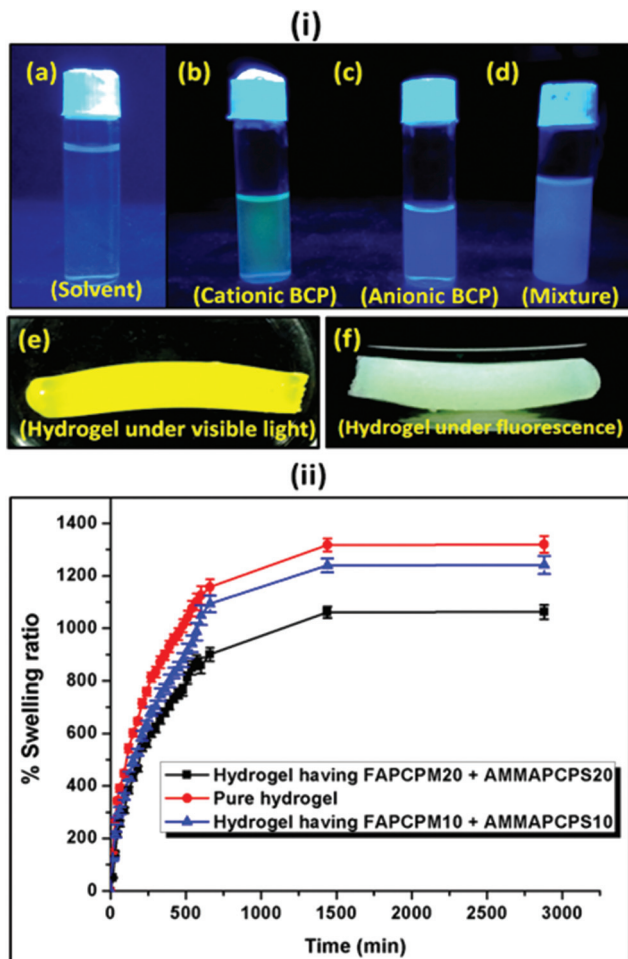 (i)
(a)
(b)
(c)
(d)
(Solvent)
(Cationic BCP)
(Anionic BCP)
(Mixture)
(e)
(f)
(Hydrogel under visible light)
(Hydrogel under fluorescence)
(ii)
1400
1200
1000
800
600
400
200
0
% Swelling ratio
Hydrogel having FAPCPM20 + AMMAPCPS20
Pure hydrogel
Hydrogel having FAPCPM10 + AMMAPCPS10
0 500 1000 1500 2000 2500 3000
Time (min)